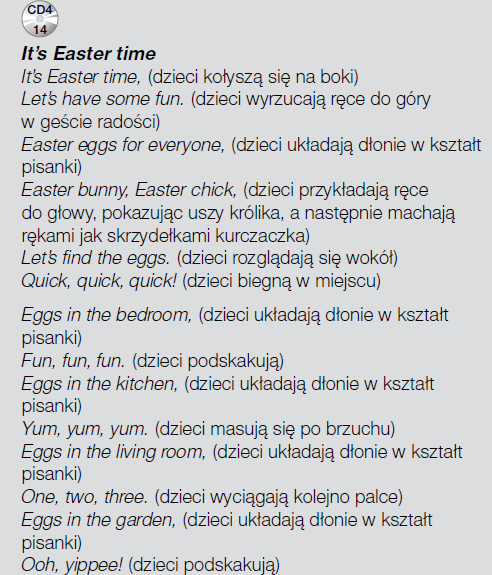 CD4
14
It's Easter time
It's Easter time, (dzieci kołyszą się na boki)
Let's have some fun. (dzieci wyrzucają ręce do góry
w geście radości)
Easter eggs for everyone, (dzieci układają dłonie w kształt
pisanki)
Easter bunny, Easter chick, (dzieci przykładają ręce
do głowy, pokazując uszy królika, a następnie machają
rękami jak skrzydełkami kurczaczka)
Let's find the eggs. (dzieci rozglądają się wokół)
Quick, quick, quick! (dzieci biegną w miejscu)
Eggs in the bedroom, (dzieci układają dłonie w kształt
pisanki)
Fun, fun, fun. (dzieci podskakują)
Eggs in the kitchen, (dzieci układają dłonie w kształt
pisanki)
Yum, yum, yum. (dzieci masują się po brzuchu)
Eggs in the living room, (dzieci układają dłonie w kształt
pisanki)
One, two, three. (dzieci wyciągają kolejno palce)
Eggs in the garden, (dzieci układają dłonie w kształt
pisanki)
Ooh, yippee! (dzieci podskakują)